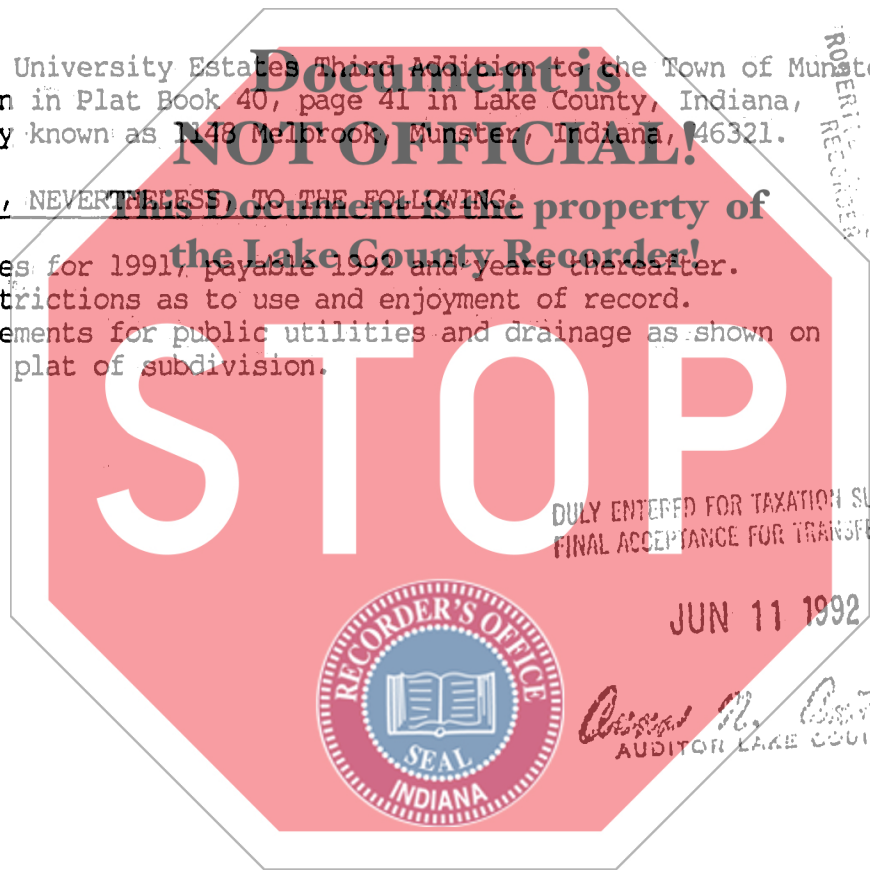 University Estates Third Addition to the Town of Munste
n in Plat Book 40, page 41 in Lake County, Indiana,
y known as 1148 Melbrook, Munster, Indiana, 46321.
, NEVERTHELESS, TO THE FOLLOWING:
es for 1991, payable 1992 and years thereafter.
trictions as to use and enjoyment of record.
ements for public utilities and drainage as shown on
plat of subdivision.
Document is
NOT OFFICIAL!
This Document is the property of
the Lake County Recorder!
STOP
DULY ENTERED FOR TAXATION SU
FINAL ACCEPTANCE FOR TRANSFE
JUN 11 1992
AUDITOR LAKE COU
RECORDER'S OFFICE
SEAL
INDIANA
ROBERT
RECORDER